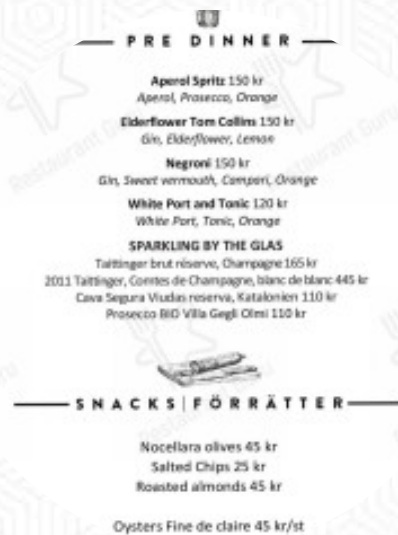 PRE DINNER
Aperol Spritz 150 kr
Aperol, Prosecco, Orange
Elderflower Tom Collins 150 kr
Gin, Elderflower, Lemon
Negroni 150 kr
Gin, Sweet vermouth, Campari, Orange
White Port and Tonic 120 kr
White Port, Tonic, Orange
SPARKLING BY THE GLAS
Taittinger brut réserve, Champagne 165 kr
2011 Taittinger, Comtes de Champagne, blanc de blanc 445 kr
Cava Segura Viudas reserva, Katalonien 110 kr
Prosecco BIO Villa Gegli Olmi 110 kr
SNACKS|FÖRRÄTTER
Nocellara olives 45 kr
Salted Chips 25 kr
Roasted almonds 45 kr
Oysters Fine de claire 45 kr/st
Restaurant Guru